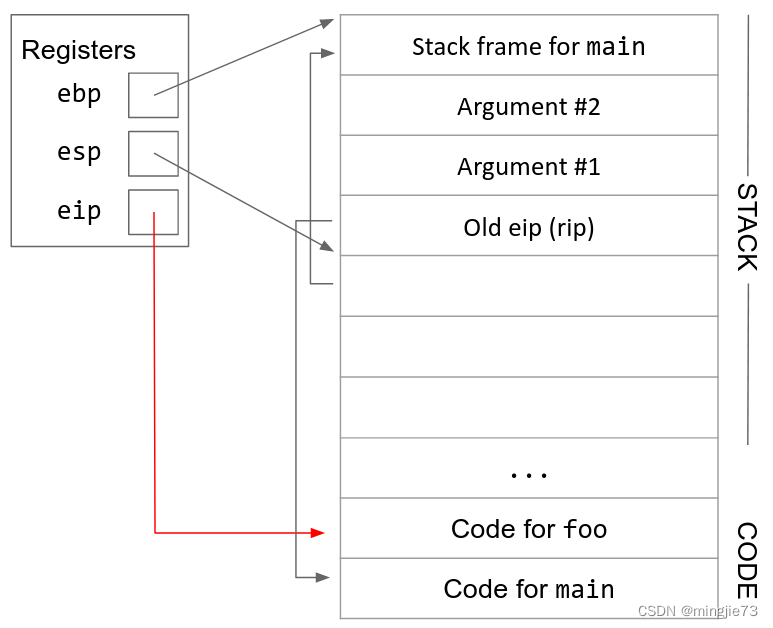 Registers
ebp
esp
eip
Stack frame for main
Argument #2
Argument #1
Old eip (rip)
...
Code for foo
Code for main
STACK
CODE
CSDN @mingjie73